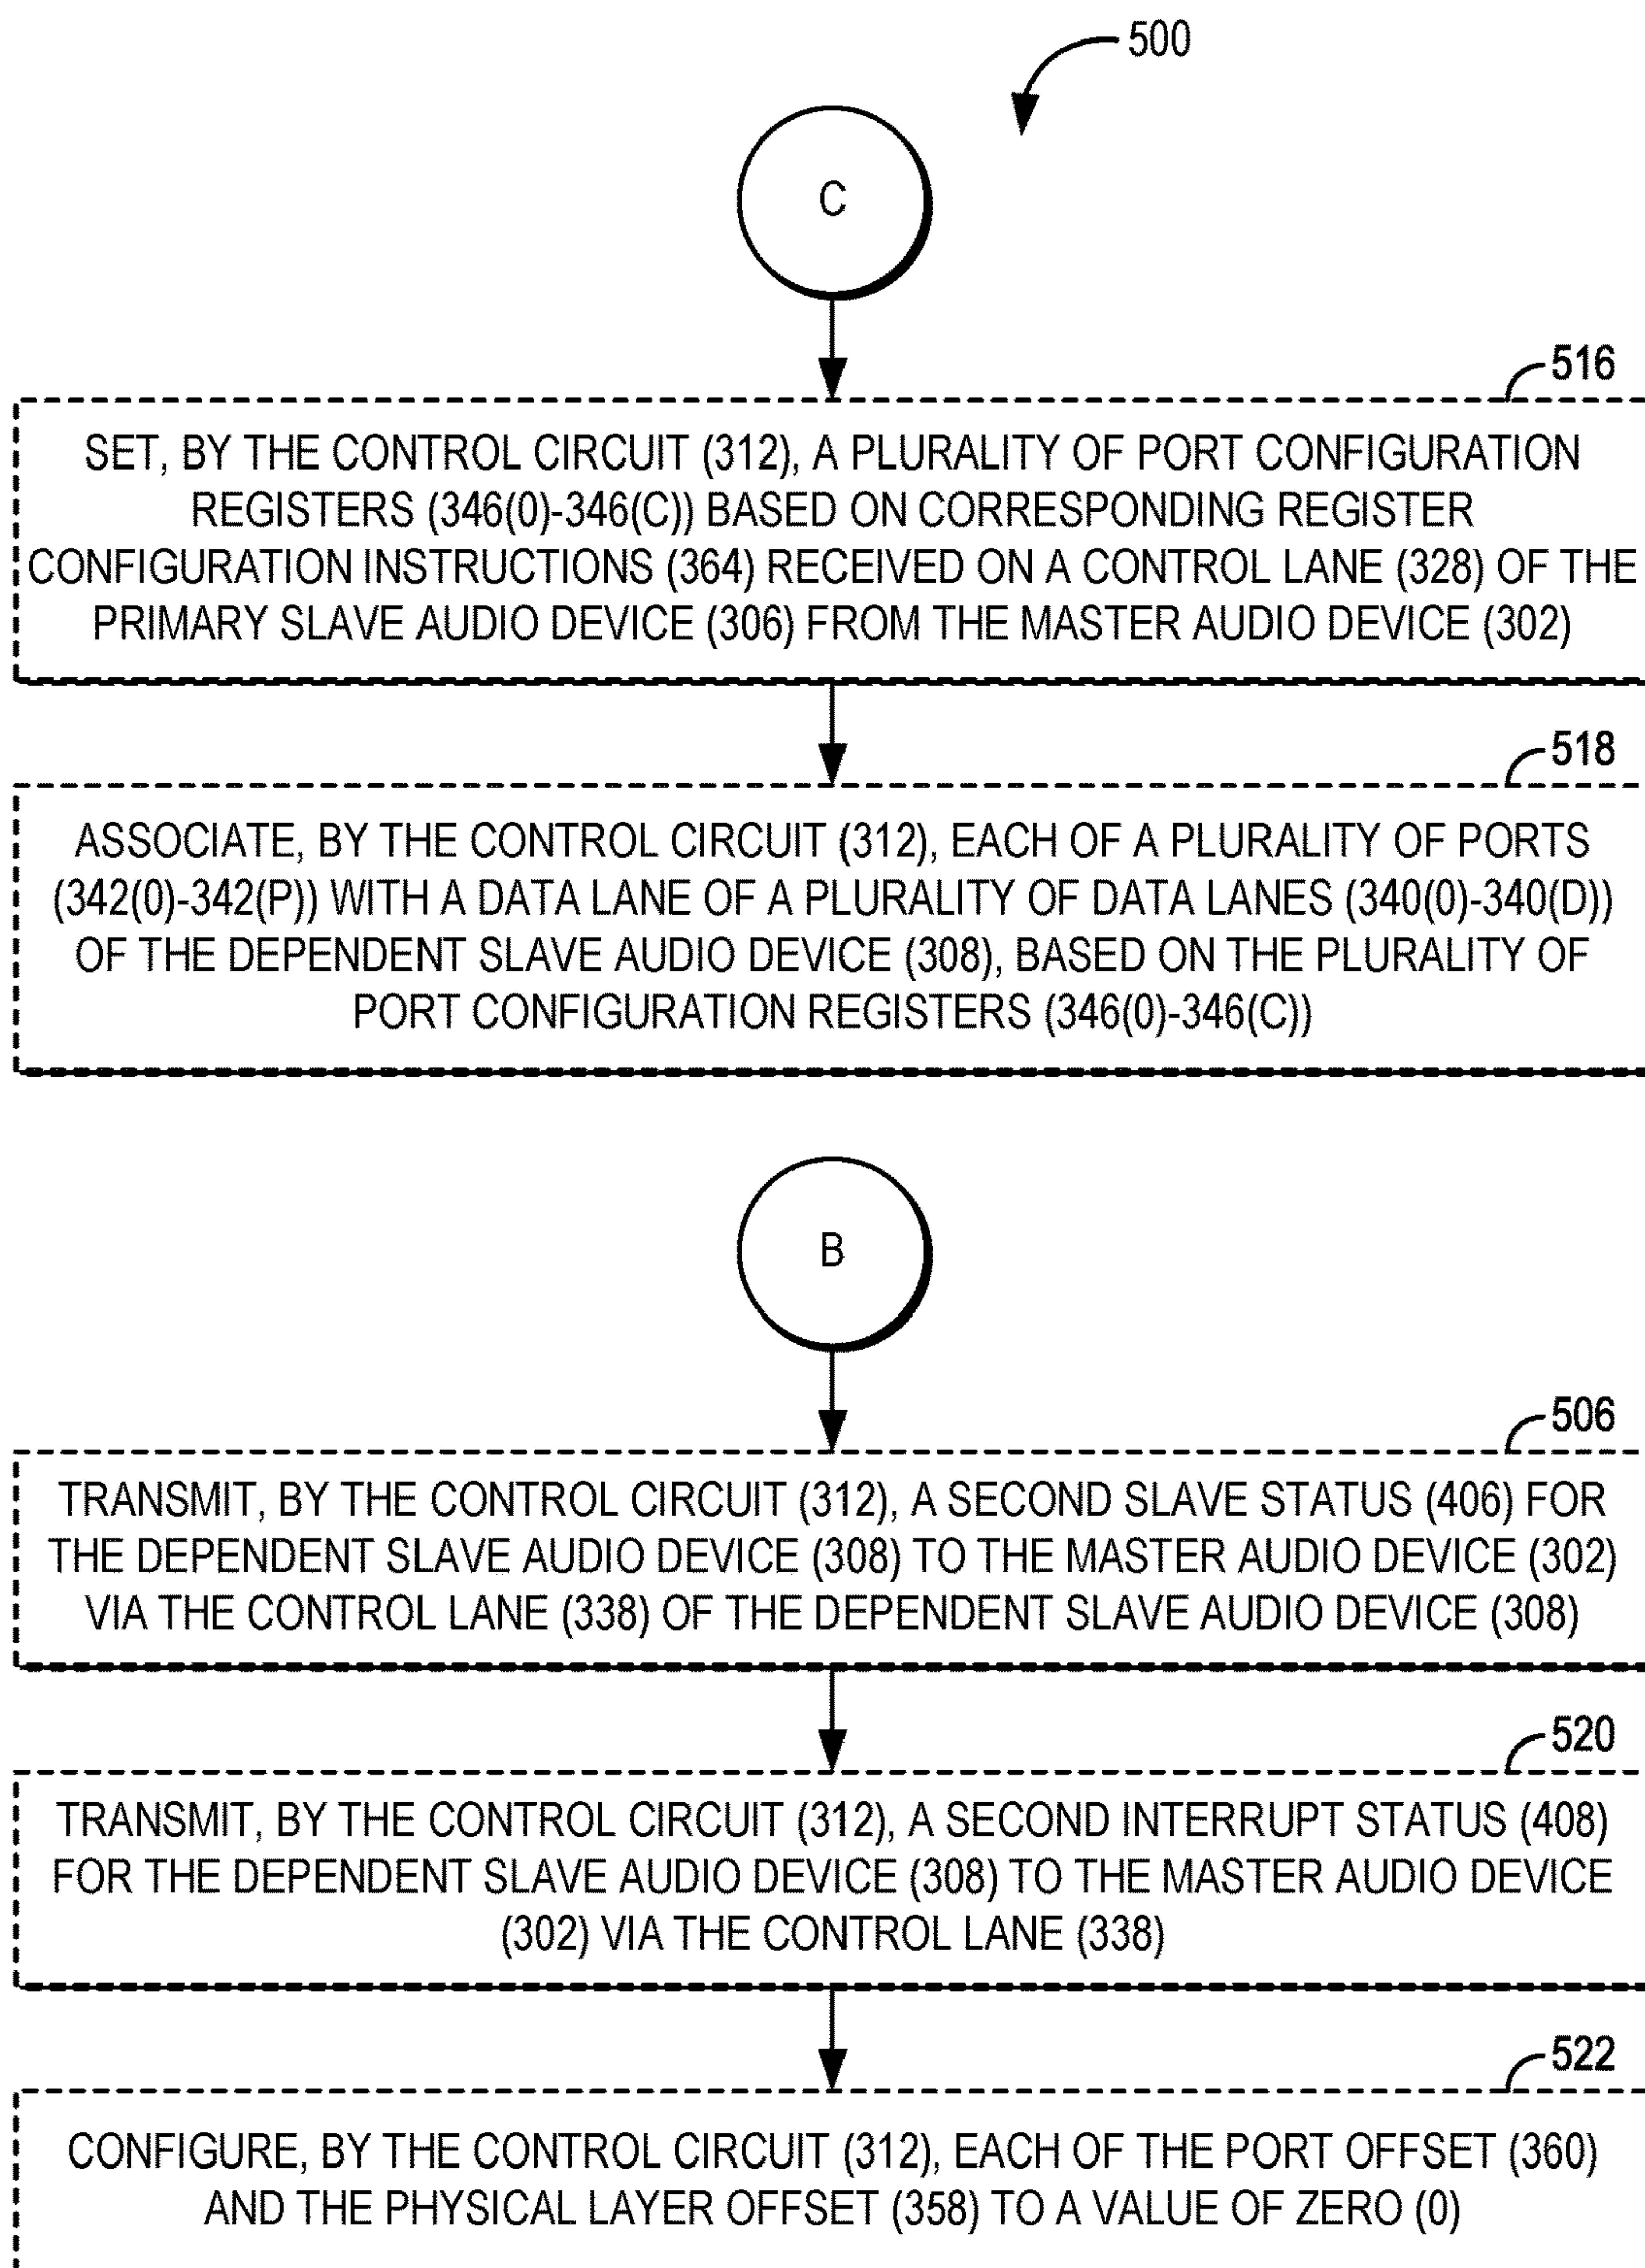 500
C
516
SET, BY THE CONTROL CIRCUIT (312), A PLURALITY OF PORT CONFIGURATION
REGISTERS (346(0)-346(C)) BASED ON CORRESPONDING REGISTER
CONFIGURATION INSTRUCTIONS (364) RECEIVED ON A CONTROL LANE (328) OF THE
PRIMARY SLAVE AUDIO DEVICE (306) FROM THE MASTER AUDIO DEVICE (302)
518
ASSOCIATE, BY THE CONTROL CIRCUIT (312), EACH OF A PLURALITY OF PORTS
(342(0)-342(P)) WITH A DATA LANE OF A PLURALITY OF DATA LANES (340(0)-340(D))
OF THE DEPENDENT SLAVE AUDIO DEVICE (308), BASED ON THE PLURALITY OF
PORT CONFIGURATION REGISTERS (346(0)-346(C))
B
506
TRANSMIT, BY THE CONTROL CIRCUIT (312), A SECOND SLAVE STATUS (406) FOR
THE DEPENDENT SLAVE AUDIO DEVICE (308) TO THE MASTER AUDIO DEVICE (302)
VIA THE CONTROL LANE (338) OF THE DEPENDENT SLAVE AUDIO DEVICE (308)
520
TRANSMIT, BY THE CONTROL CIRCUIT (312), A SECOND INTERRUPT STATUS (408)
FOR THE DEPENDENT SLAVE AUDIO DEVICE (308) TO THE MASTER AUDIO DEVICE
(302) VIA THE CONTROL LANE (338)
522
CONFIGURE, BY THE CONTROL CIRCUIT (312), EACH OF THE PORT OFFSET (360)
AND THE PHYSICAL LAYER OFFSET (358) TO A VALUE OF ZERO (0)